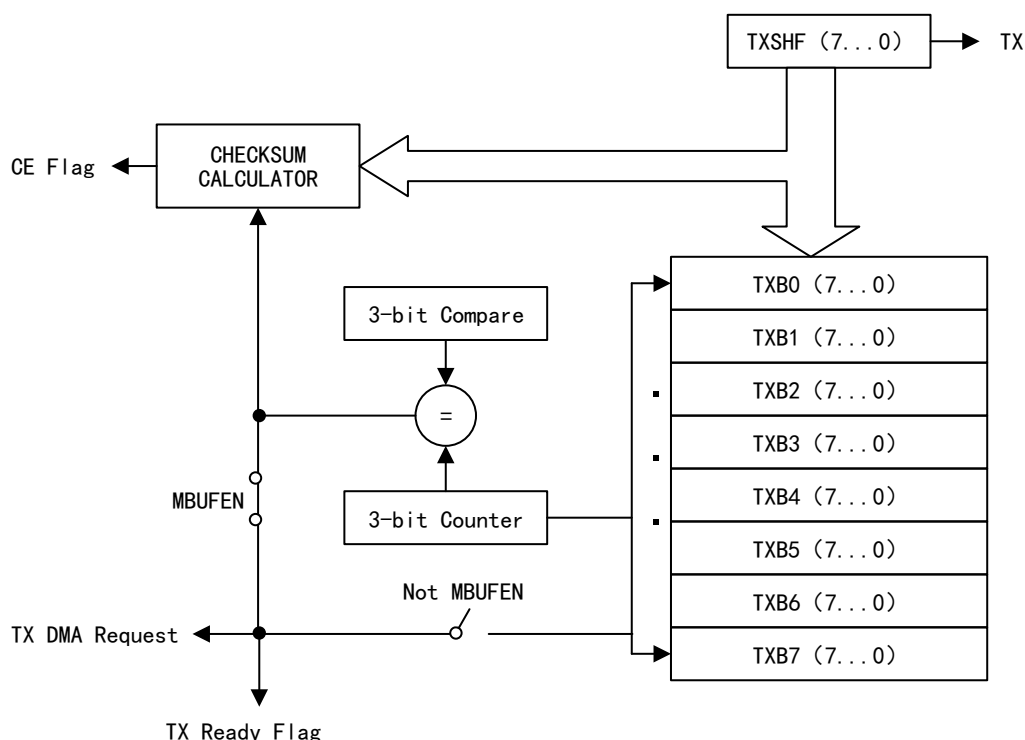 TXSHF (7...0)
TX
CHECKSUM
CALCULATOR
CE Flag
TXB0 (7...0)
3-bit Compare
TXB1 (7...0)
TXB2 (7...0)
=
TXB3 (7...0)
TXB4 (7...0)
MBUFEN
3-bit Counter
TXB5 (7...0)
Not MBUFEN
TXB6 (7...0)
TX DMA Request
TXB7 (7...0)
TX Ready Flag